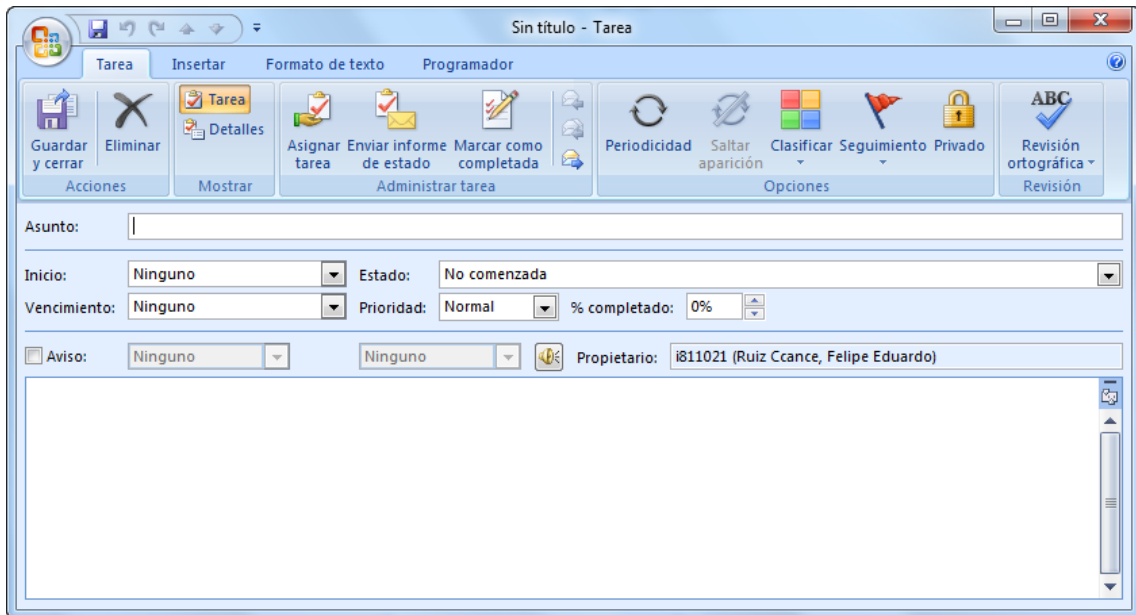 Sin título - Tarea
Tarea Insertar Formato de texto Programador
Guardar y cerrar
Eliminar
Acciones
Tarea
Detalles
Mostrar
Asignar tarea
Enviar informe de estado
Marcar como completada
Administrar tarea
Periodicidad
Saltar aparición
Clasificar
Seguimiento
Privado
Opciones
ABC
Revisión ortográfica
Revisión
Asunto:
Inicio: Ninguno Estado: No comenzada
Vencimiento: Ninguno Prioridad: Normal % completado: 0%
Aviso: Ninguno Ninguno Propietario: i811021 (Ruiz Ccance, Felipe Eduardo)